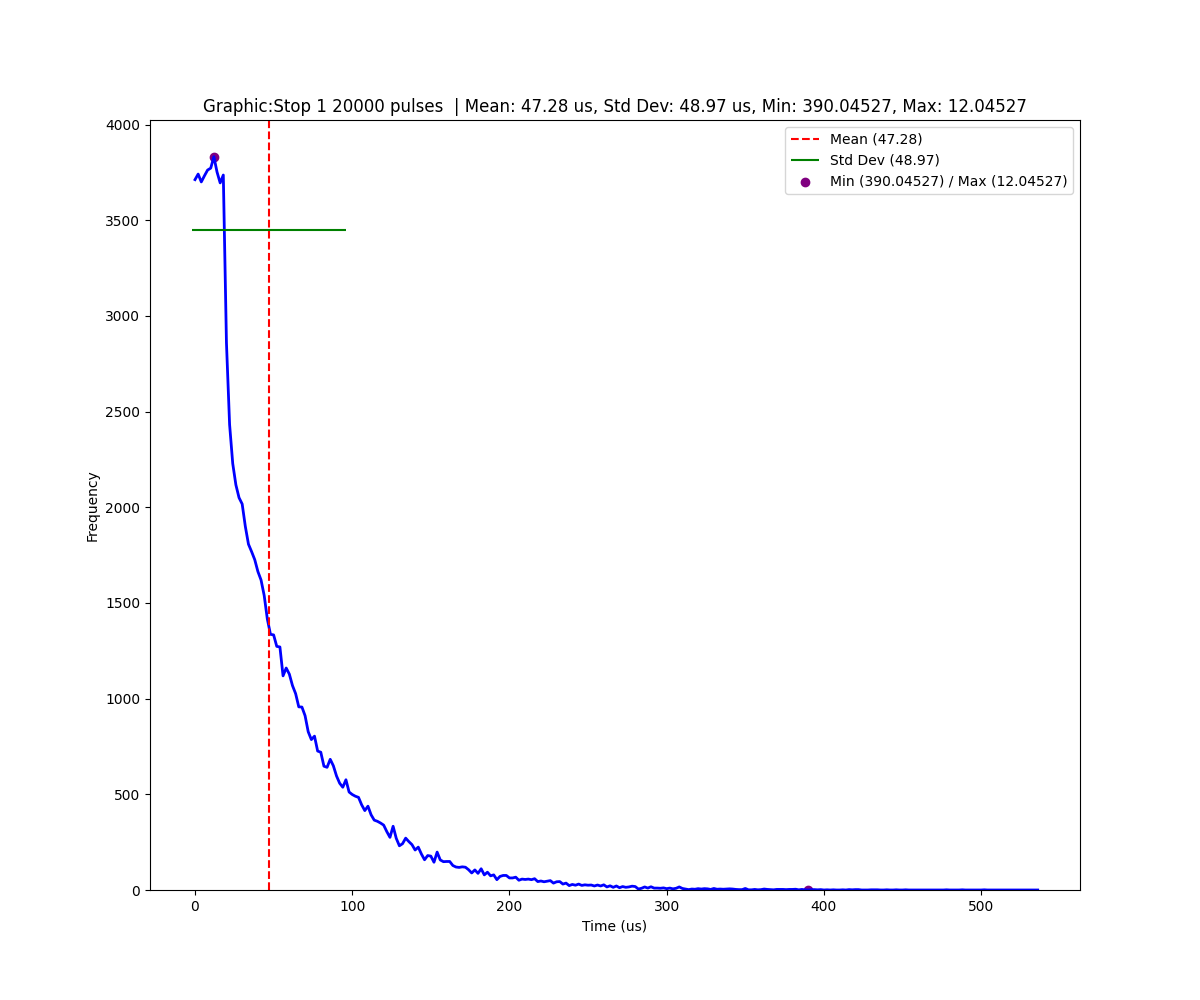 Graphic:Stop 1 20000 pulses  | Mean: 47.28 us, Std Dev: 48.97 us, Min: 390.04527, Max: 12.04527
Mean (47.28)
Std Dev (48.97)
Min (390.04527) / Max (12.04527)
4000
3500
3000
2500
2000
1500
1000
500
0
Frequency
0 100 200 300 400 500
Time (us)